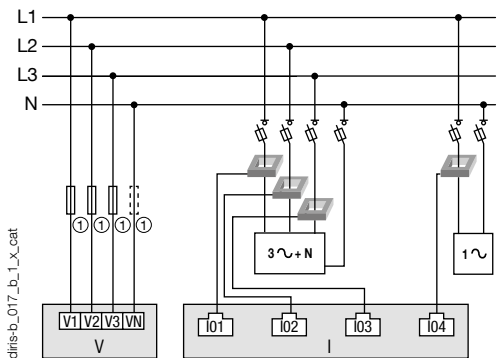 L1
L2
L3
N
① ① ① ①
3∿+N
1∿
V1 V2 V3 VN
V
I01 I02 I03 I04
I
diris-b_017_b_1_x_cat